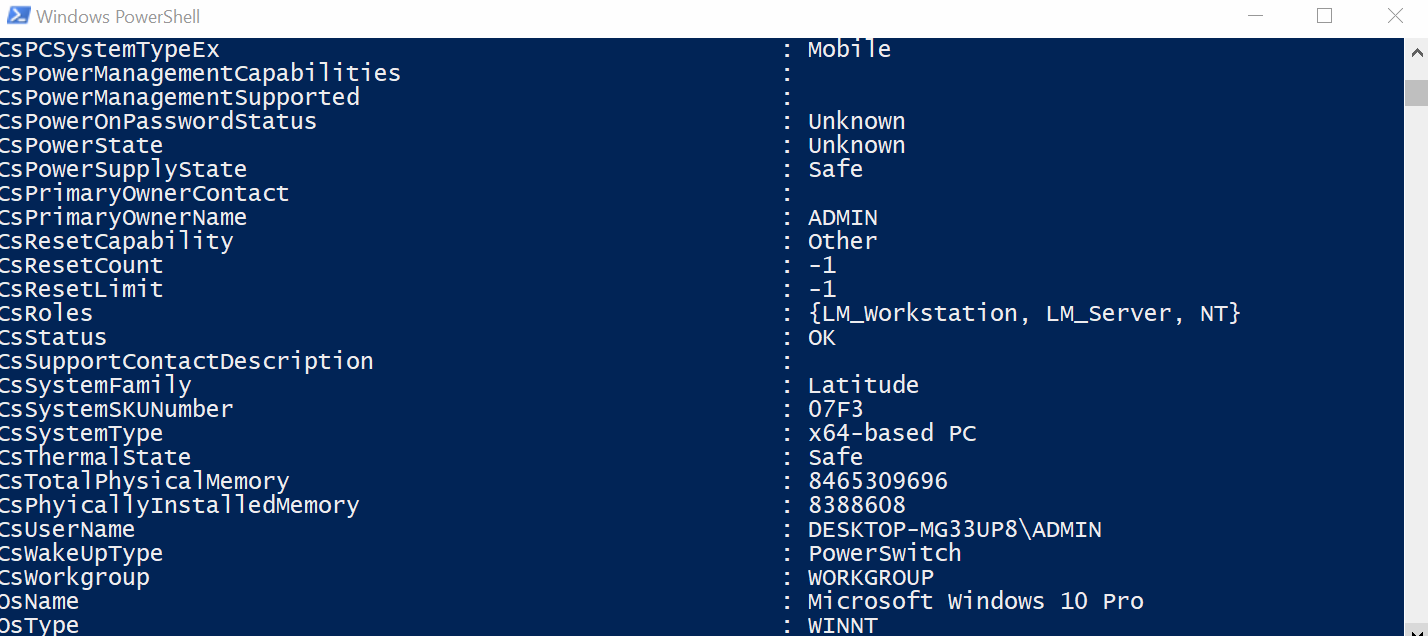 Windows PowerShell
CsPCSystemTypeEx : Mobile
CsPowerManagementCapabilities :
CsPowerManagementSupported :
CsPowerOnPasswordStatus : Unknown
CsPowerState : Unknown
CsPowerSupplyState : Safe
CsPrimaryOwnerContact :
CsPrimaryOwnerName : ADMIN
CsResetCapability : Other
CsResetCount : -1
CsResetLimit : -1
CsRoles : {LM_Workstation, LM_Server, NT}
CsStatus : OK
CsSupportContactDescription :
CsSystemFamily : Latitude
CsSystemSKUNumber : 07F3
CsSystemType : x64-based PC
CsThermalState : Safe
CsTotalPhysicalMemory : 8465309696
CsPhyicallyInstalledMemory : 8388608
CsUserName : DESKTOP-MG33UP8\ADMIN
CsWakeUpType : PowerSwitch
CsWorkgroup : WORKGROUP
OsName : Microsoft Windows 10 Pro
OsType : WINNT